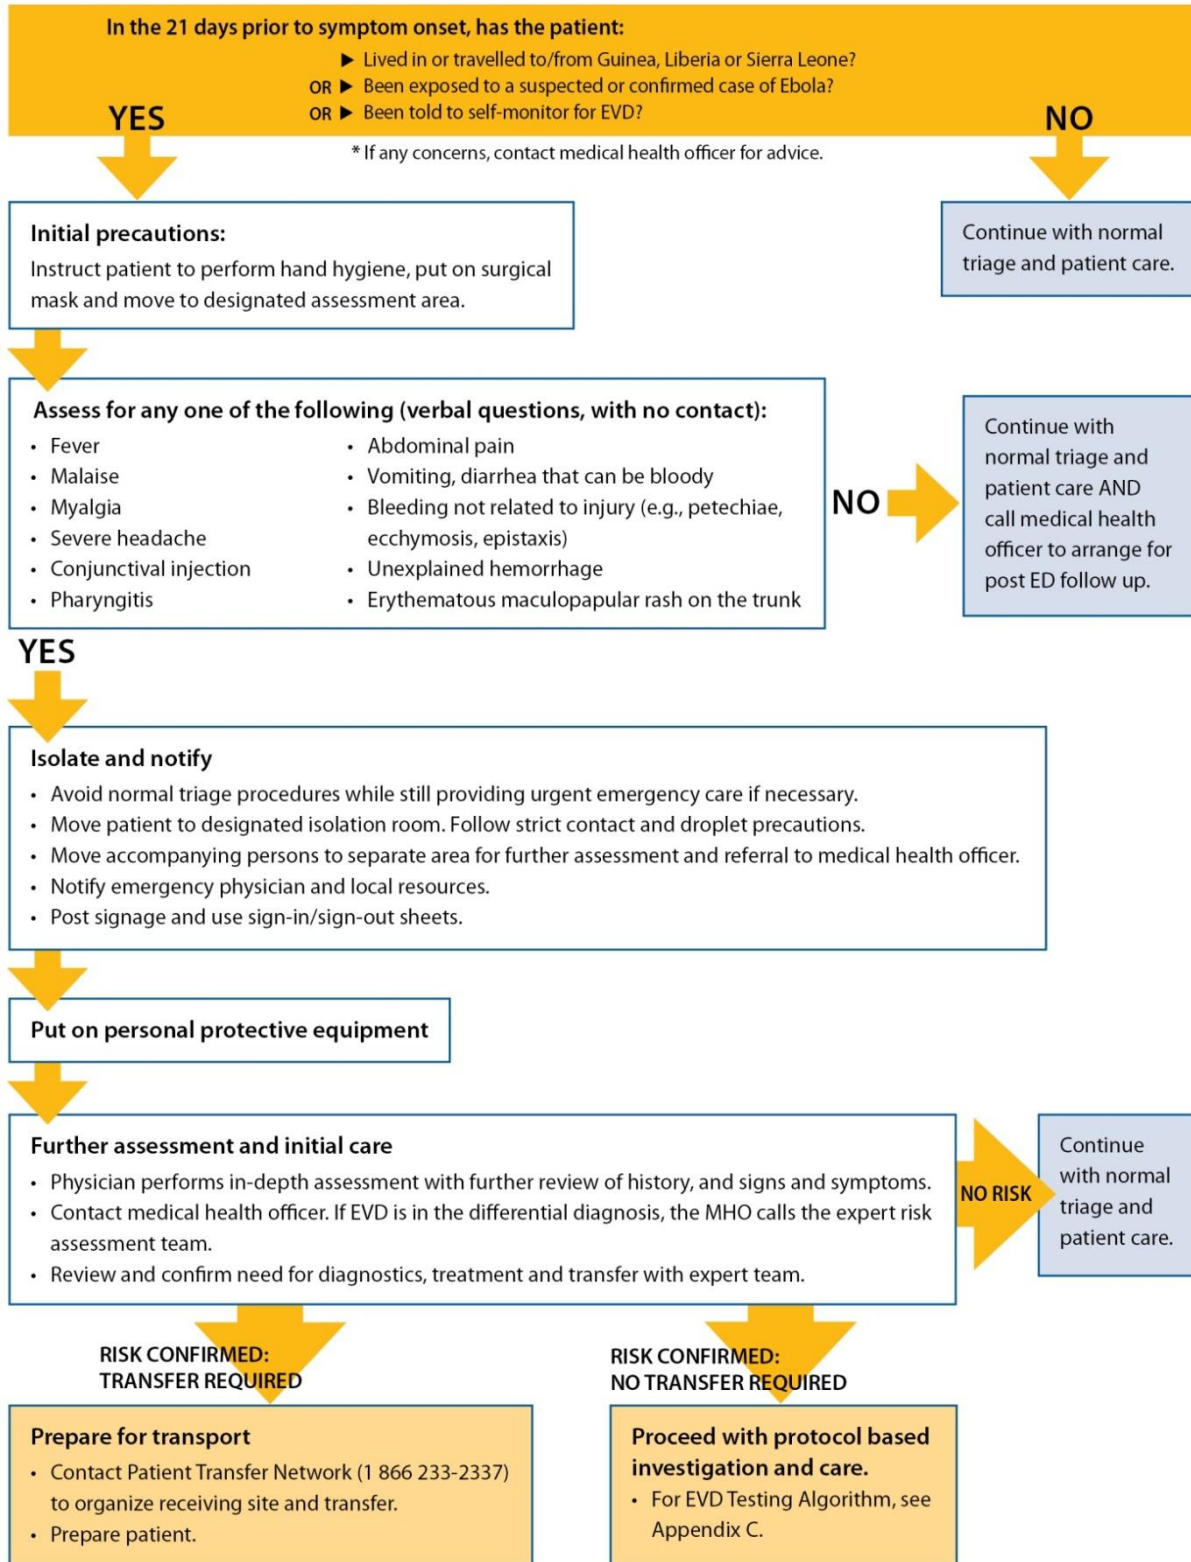 In the 21 days prior to symptom onset, has the patient:
▶ Lived in or travelled to/from Guinea, Liberia or Sierra Leone?
OR ▶ Been exposed to a suspected or confirmed case of Ebola?
OR ▶ Been told to self-monitor for EVD?
YES
NO
* If any concerns, contact medical health officer for advice.
Initial precautions:
Instruct patient to perform hand hygiene, put on surgical
mask and move to designated assessment area.
Continue with normal
triage and patient care.
Assess for any one of the following (verbal questions, with no contact):
• Fever
• Malaise
• Myalgia
• Severe headache
• Conjunctival injection
• Pharyngitis
• Abdominal pain
• Vomiting, diarrhea that can be bloody
• Bleeding not related to injury (e.g., petechiae,
ecchymosis, epistaxis)
• Unexplained hemorrhage
• Erythematous maculopapular rash on the trunk
NO
Continue with
normal triage and
patient care AND
call medical health
officer to arrange for
post ED follow up.
YES
Isolate and notify
• Avoid normal triage procedures while still providing urgent emergency care if necessary.
• Move patient to designated isolation room. Follow strict contact and droplet precautions.
• Move accompanying persons to separate area for further assessment and referral to medical health officer.
• Notify emergency physician and local resources.
• Post signage and use sign-in/sign-out sheets.
Put on personal protective equipment
Further assessment and initial care
• Physician performs in-depth assessment with further review of history, and signs and symptoms.
• Contact medical health officer. If EVD is in the differential diagnosis, the MHO calls the expert risk
assessment team.
• Review and confirm need for diagnostics, treatment and transfer with expert team.
NO RISK
Continue
with normal
triage and
patient care.
RISK CONFIRMED:
TRANSFER REQUIRED
RISK CONFIRMED:
NO TRANSFER REQUIRED
Prepare for transport
• Contact Patient Transfer Network (1 866 233-2337)
to organize receiving site and transfer.
• Prepare patient.
Proceed with protocol based
investigation and care.
• For EVD Testing Algorithm, see
Appendix C.